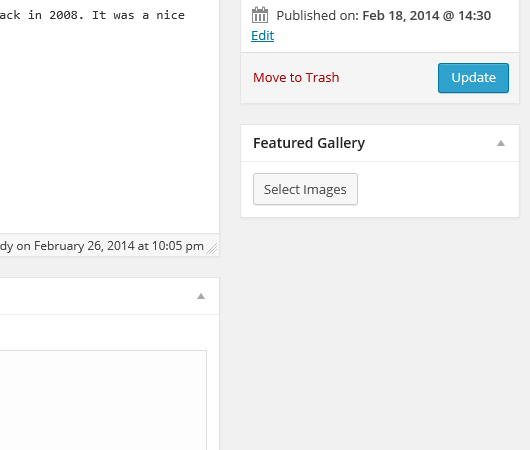 ack in 2008. It was a nice
Published on: Feb 18, 2014 @ 14:30
Edit
Move to Trash
Update
Featured Gallery
Select Images
dy on February 26, 2014 at 10:05 pm